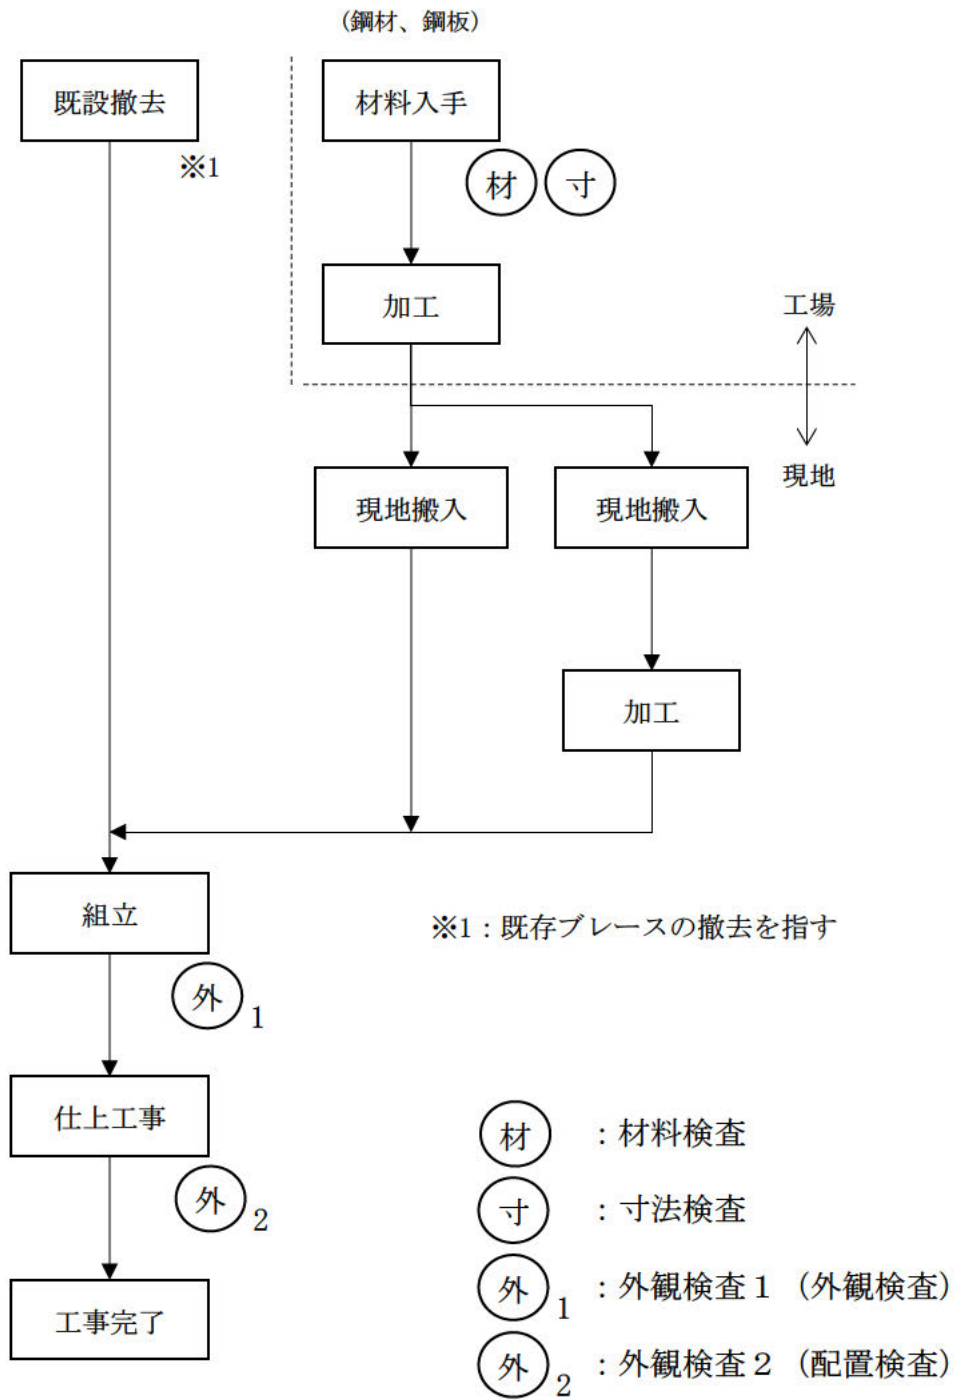 (鋼材、鋼板)
既設撤去
※1
材料入手
材 寸
加工
工場
現地
現地搬入
現地搬入
加工
組立
※1：既存ブレースの撤去を指す
外1
仕上工事
外2
工事完了
材 ：材料検査
寸 ：寸法検査
外1 ：外観検査１（外観検査）
外2 ：外観検査２（配置検査）